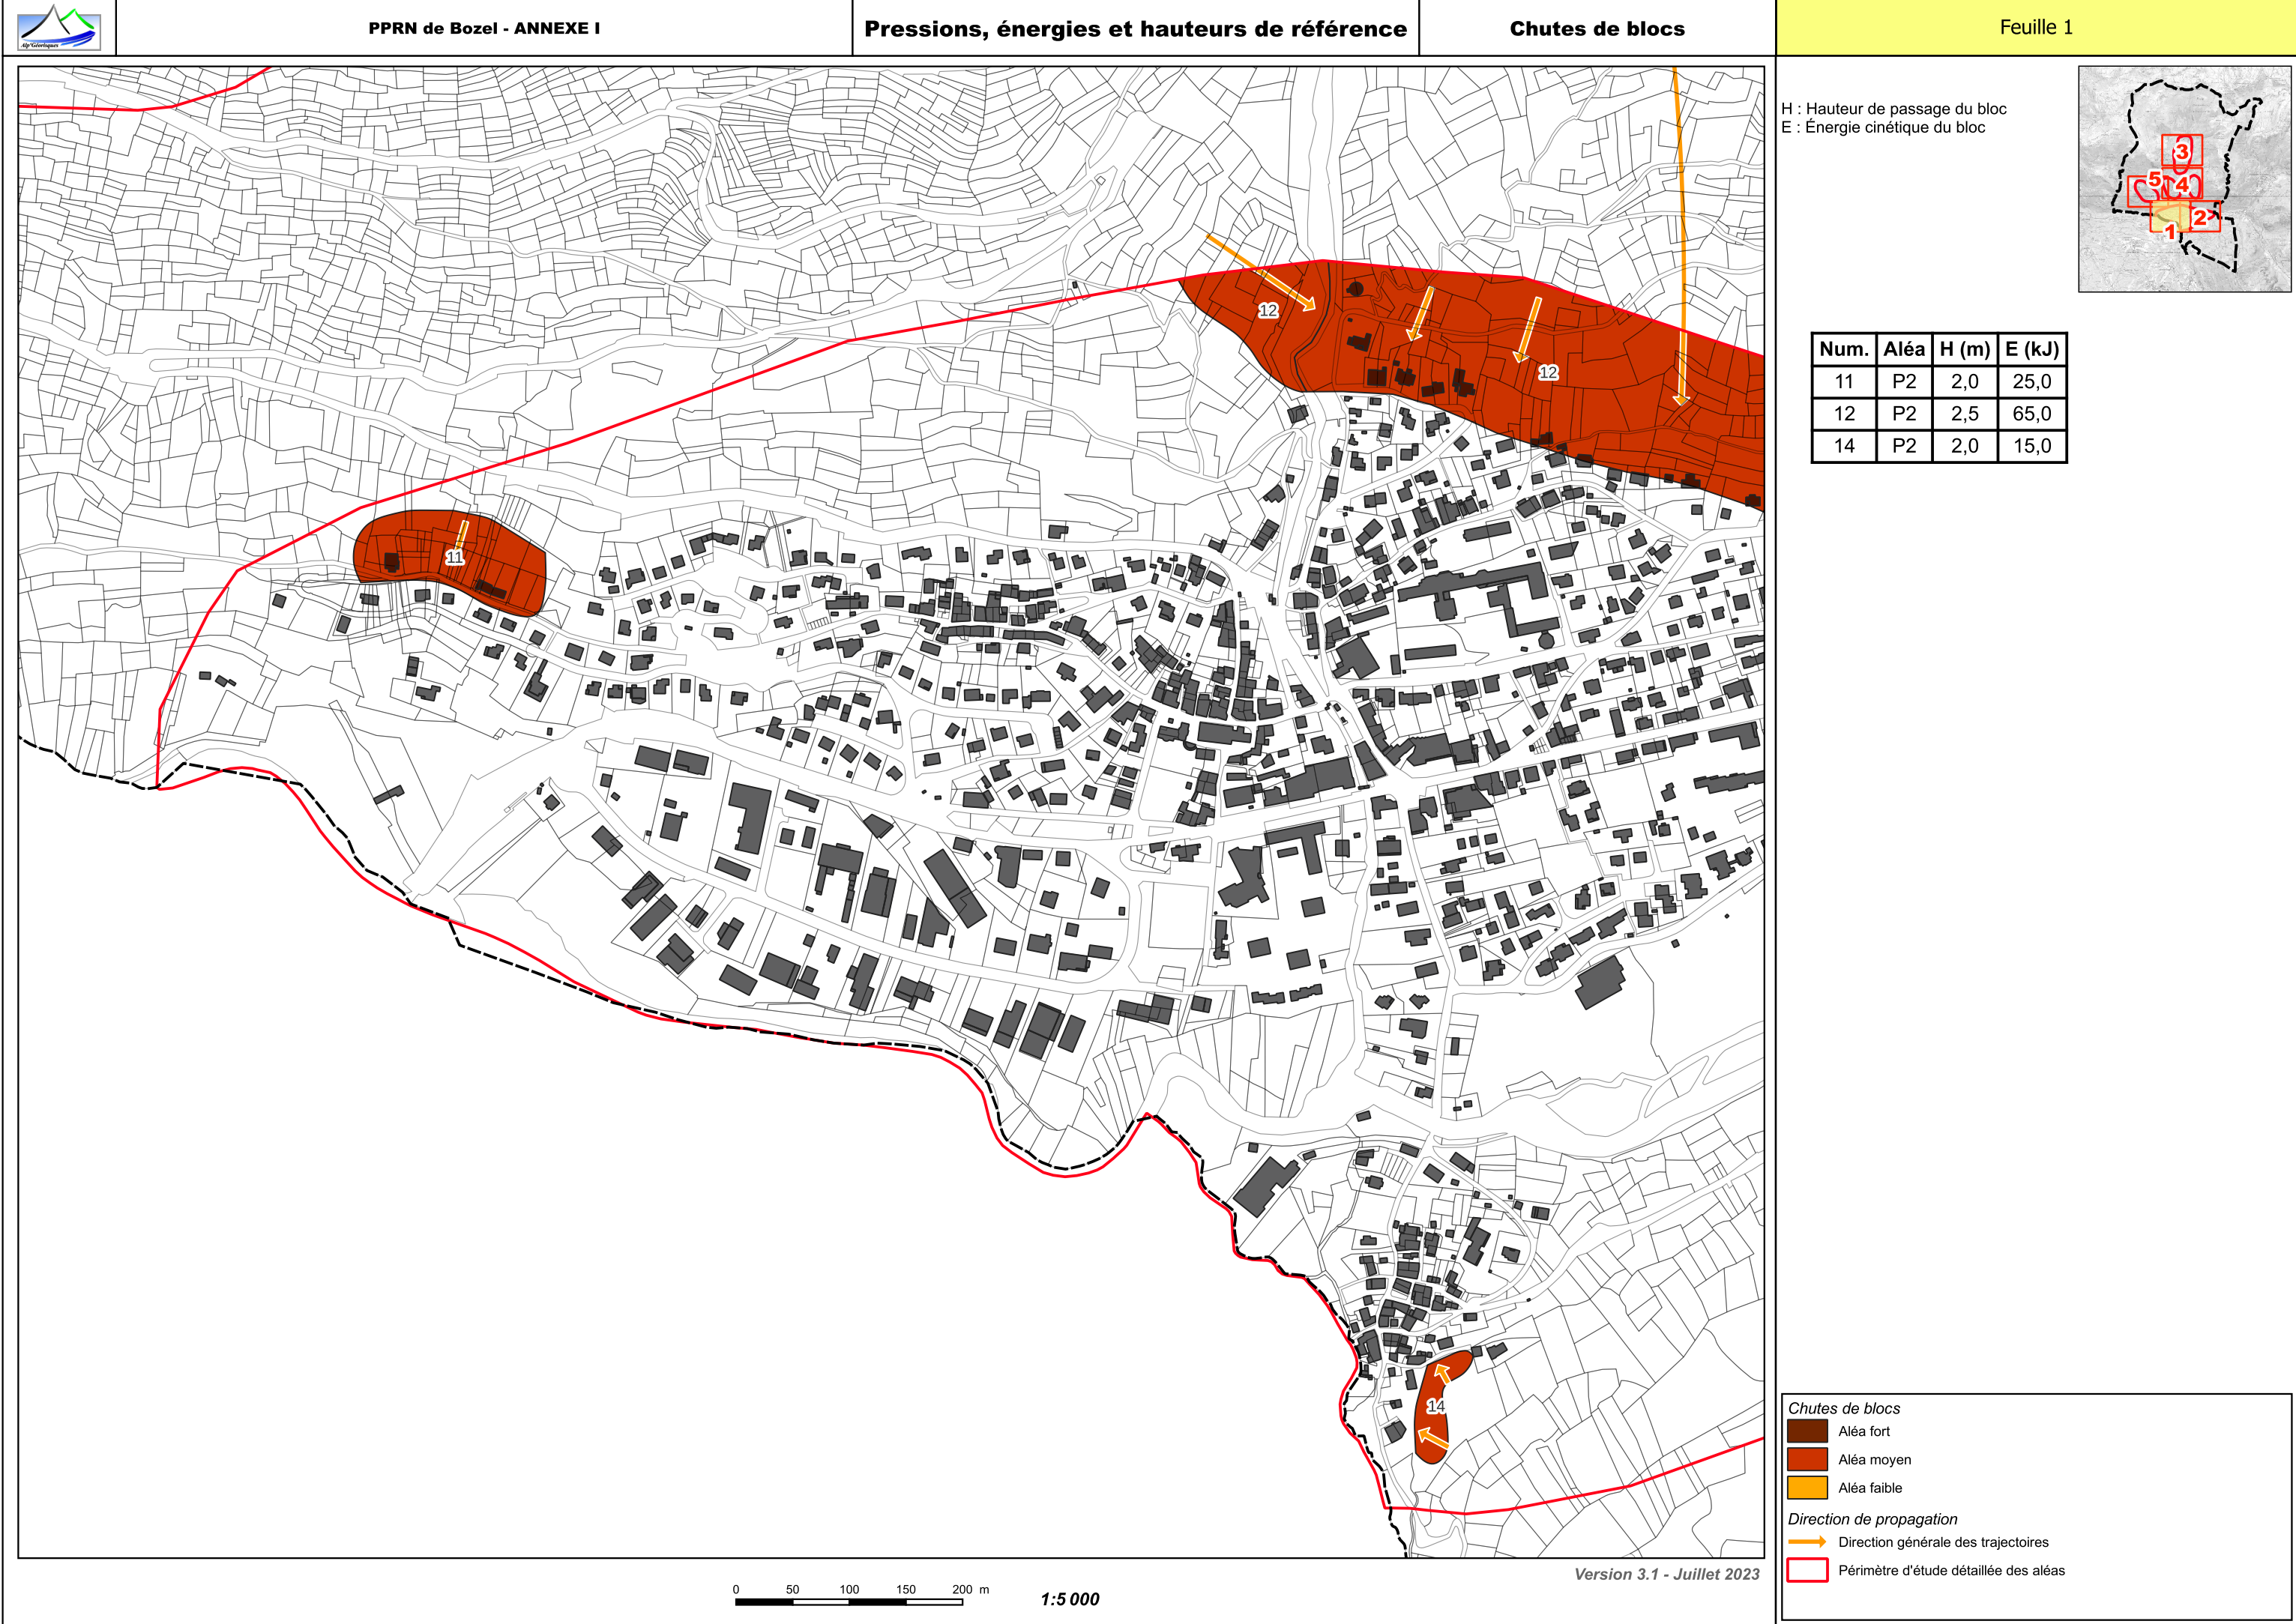 Alp'Géorisques
PPRN de Bozel - ANNEXE I
Pressions, énergies et hauteurs de référence
Chutes de blocs
Feuille 1
H : Hauteur de passage du bloc
E : Énergie cinétique du bloc
3
5
4
2
1
Num. Aléa H (m) E (kJ)
11 P2 2,0 25,0
12 P2 2,5 65,0
14 P2 2,0 15,0
12
12
11
14
Chutes de blocs
Aléa fort
Aléa moyen
Aléa faible
Direction de propagation
Direction générale des trajectoires
Périmètre d'étude détaillée des aléas
Version 3.1 - Juillet 2023
0 50 100 150 200 m
1:5 000